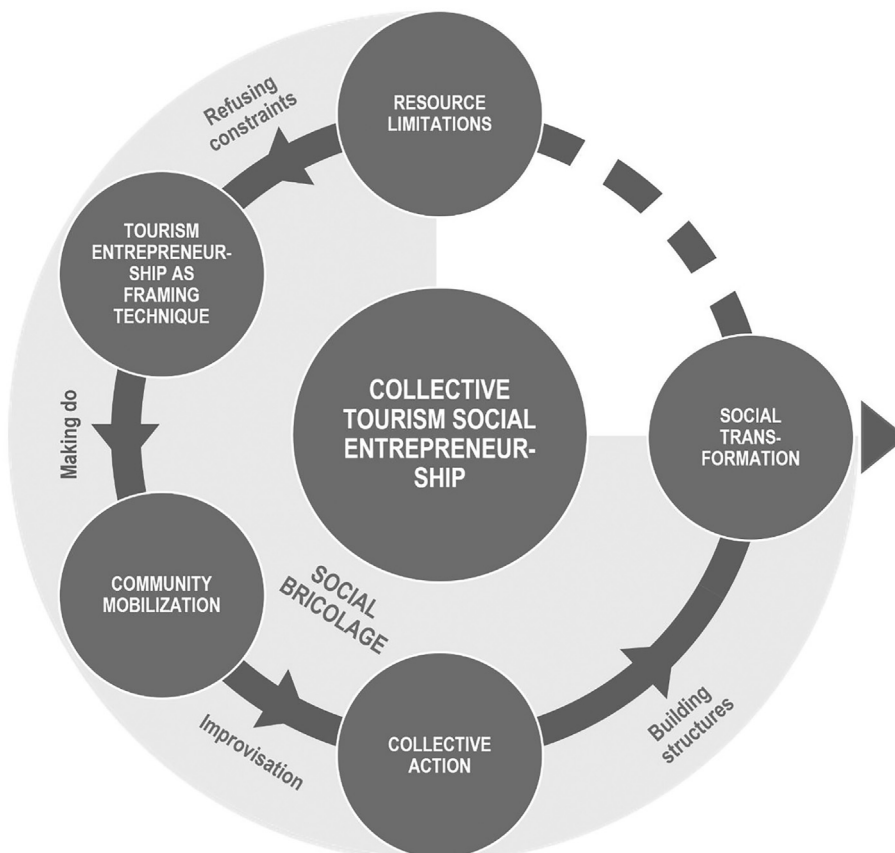 RESOURCE
LIMITATIONS
Refusing
constraints
TOURISM
ENTREPRENEUR-
SHIP AS
FRAMING
TECHNIQUE
Making do
COMMUNITY
MOBILIZATION
Improvisation
COLLECTIVE
ACTION
Building
structures
SOCIAL
TRANS-
FORMATION
COLLECTIVE
TOURISM SOCIAL
ENTREPRENEUR-
SHIP
SOCIAL
BRICOLAGE